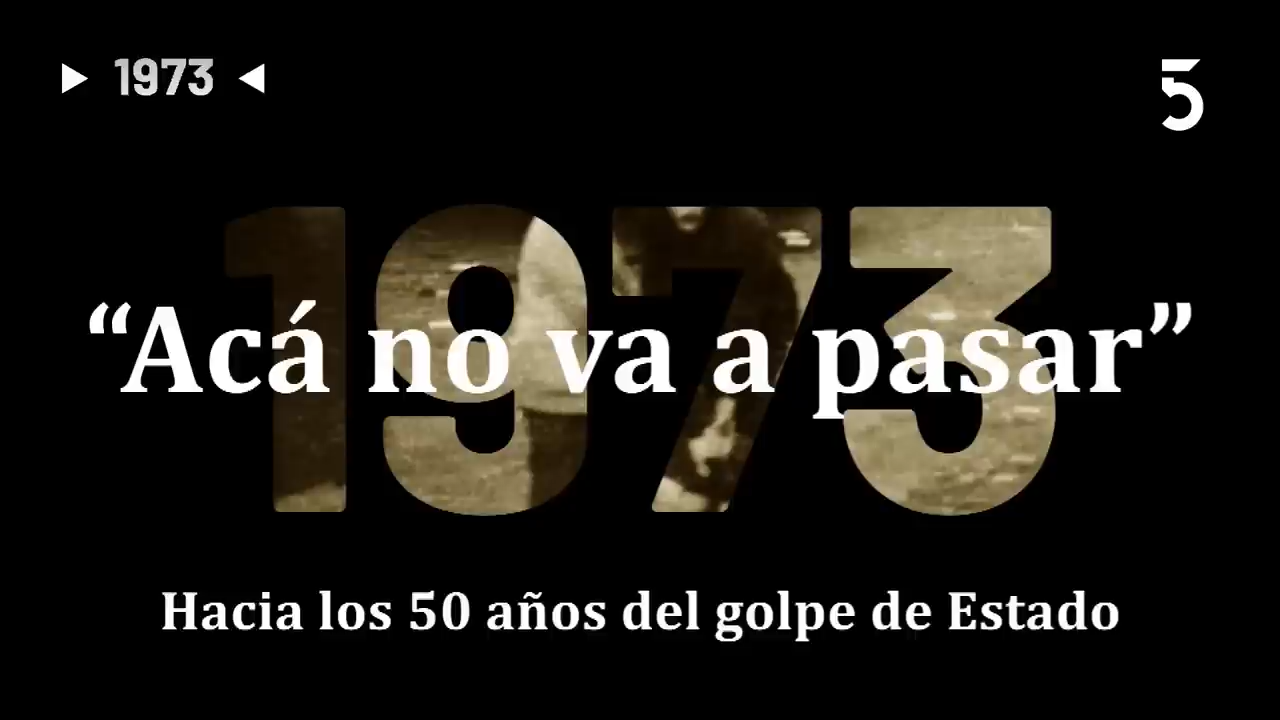 1973
5
1973
“Acá no va a pasar”
Hacia los 50 años del golpe de Estado